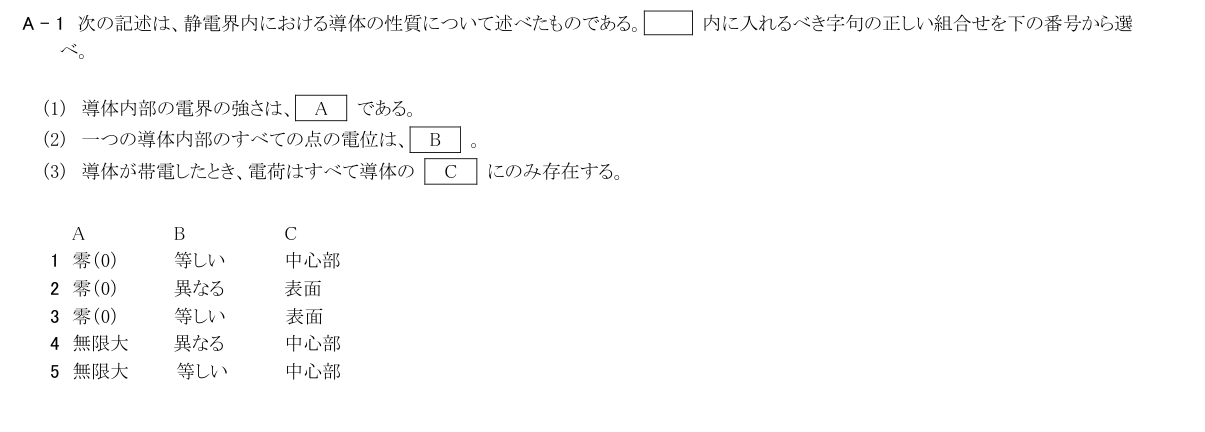 A-1 次の記述は、静電界内における導体の性質について述べたものである。 内に入れるべき字句の正しい組合せを下の番号から選
べ。
(1) 導体内部の電界の強さは、 A である。
(2) 一つの導体内部のすべての点の電位は、 B 。
(3) 導体が帯電したとき、電荷はすべて導体の C にのみ存在する。
A B C
1 零(0) 等しい 中心部
2 零(0) 異なる 表面
3 零(0) 等しい 表面
4 無限大 異なる 中心部
5 無限大 等しい 中心部